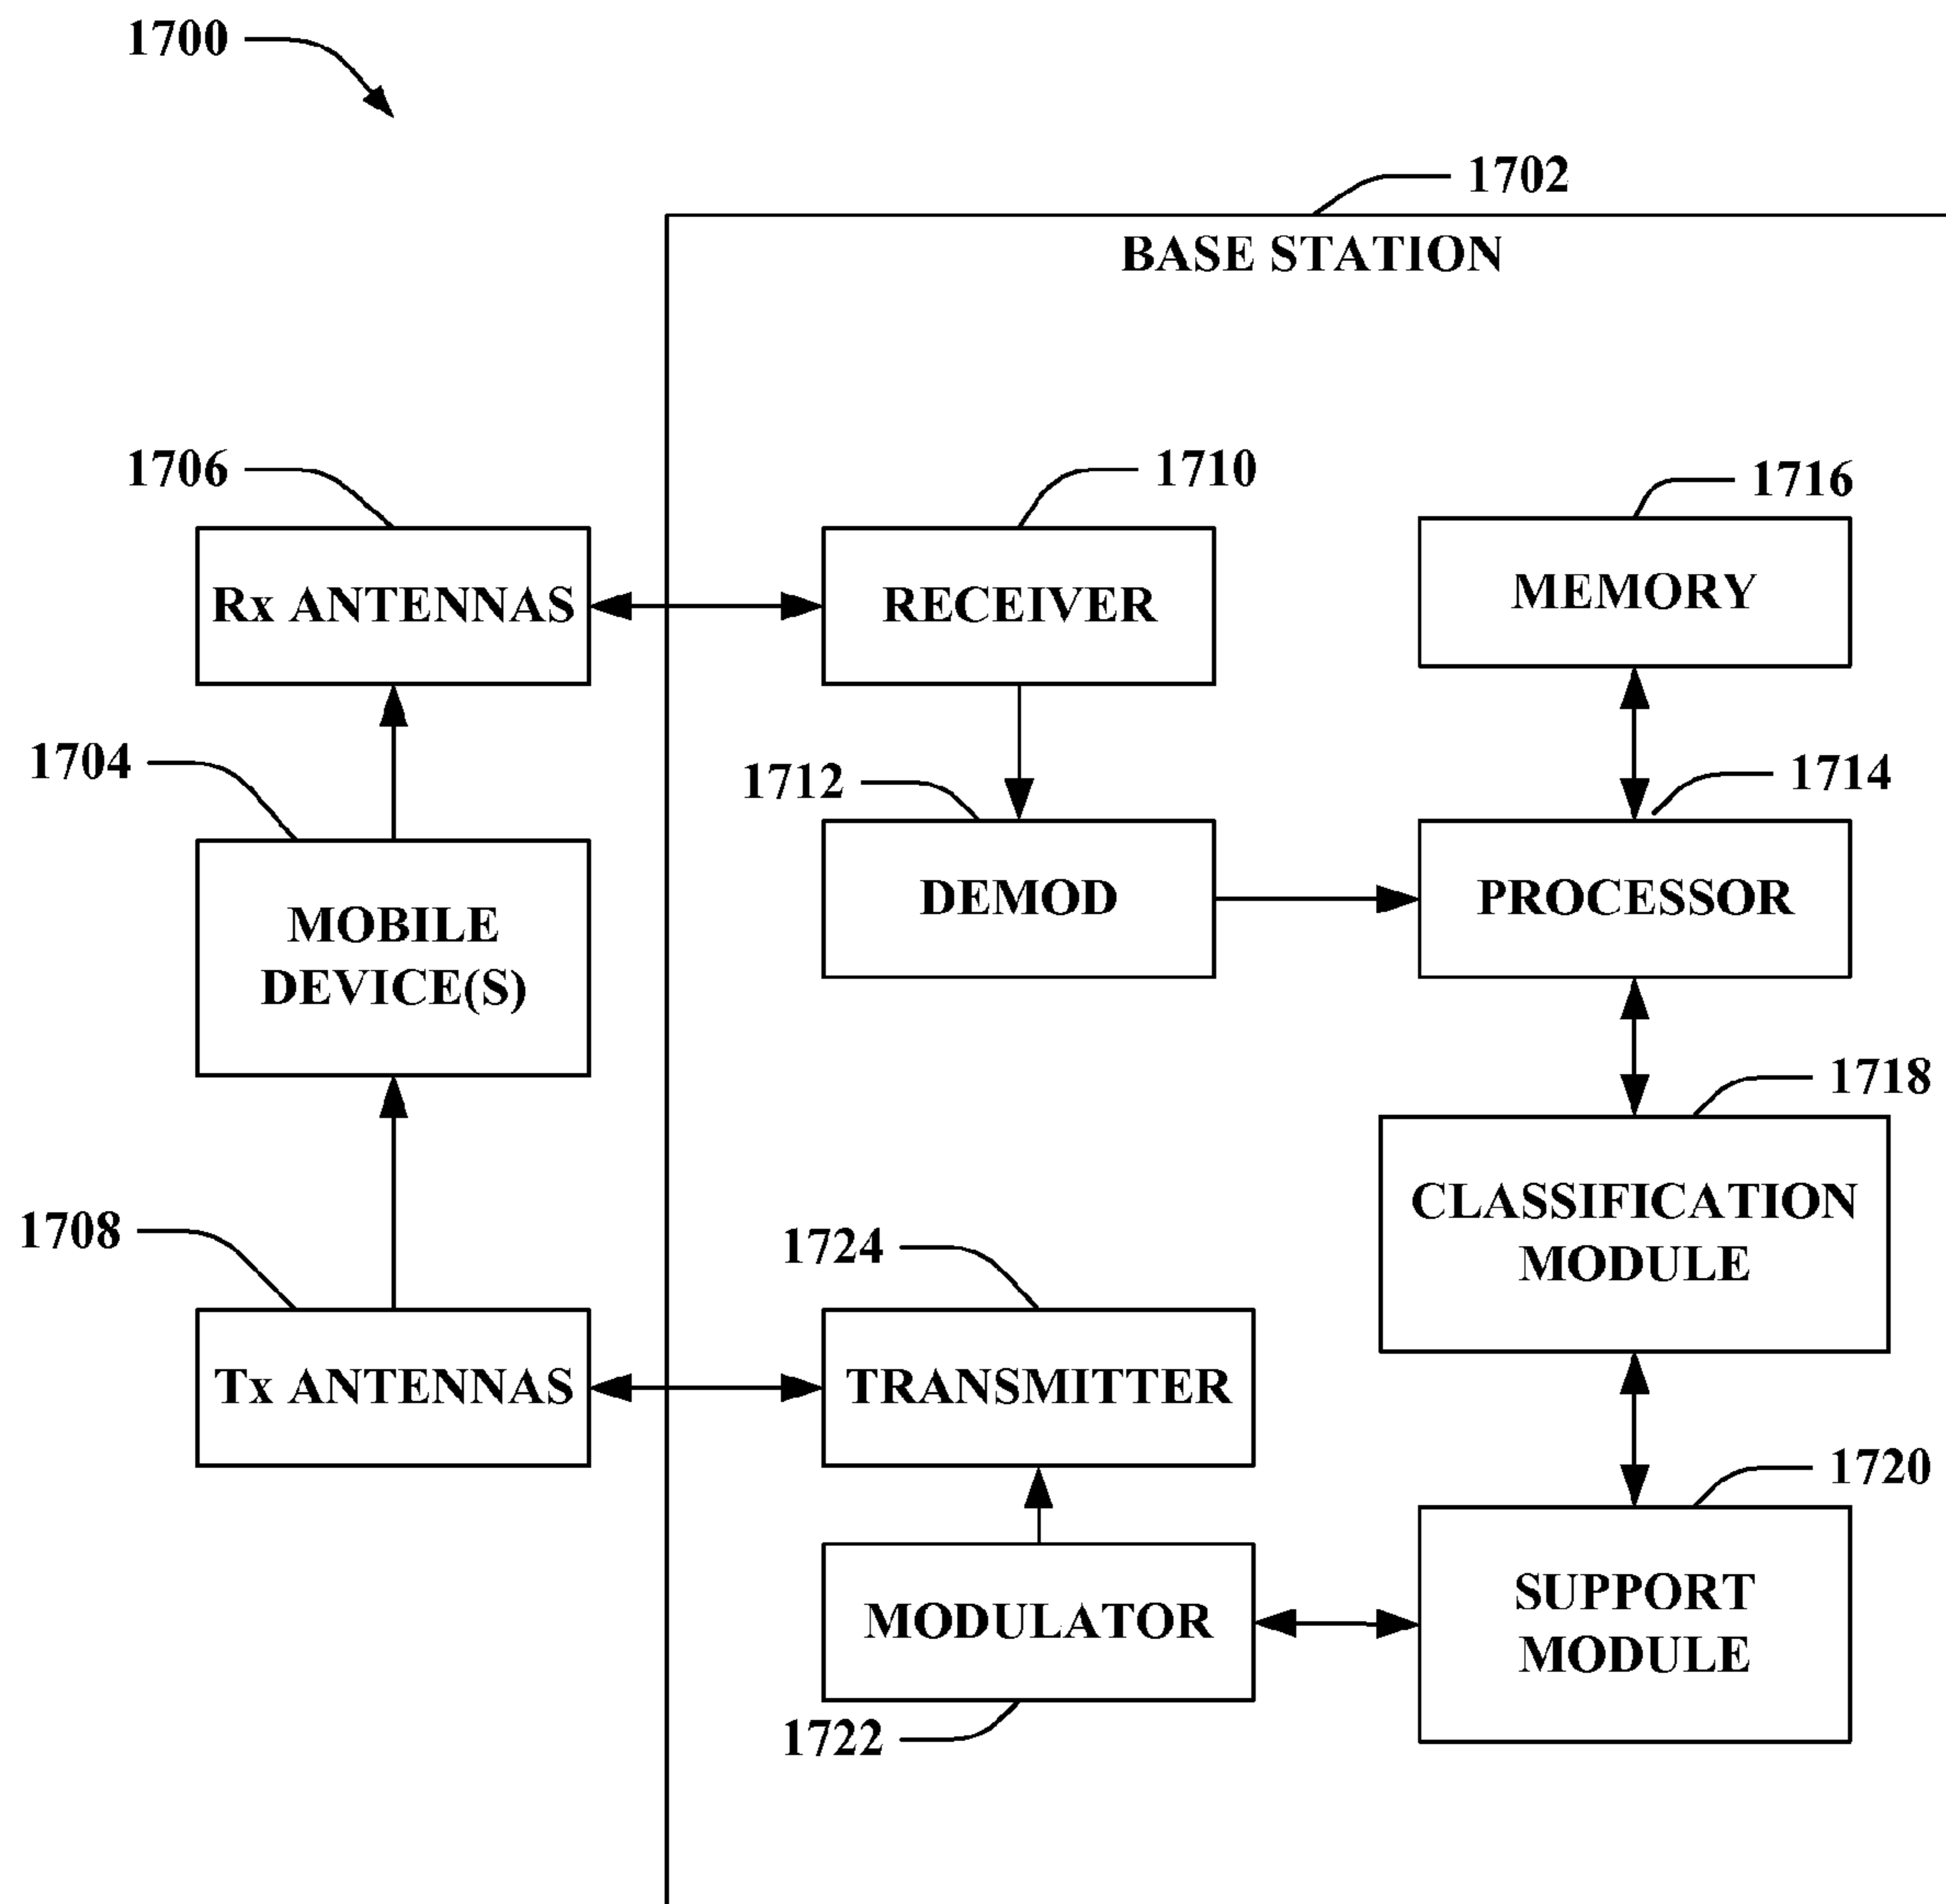 1700
1702
BASE STATION
1706
1710
1716
Rx ANTENNAS
RECEIVER
MEMORY
1704
1712
1714
MOBILE
DEVICE(S)
DEMOD
PROCESSOR
1718
CLASSIFICATION
MODULE
1708
1724
Tx ANTENNAS
TRANSMITTER
1720
MODULATOR
SUPPORT
MODULE
1722